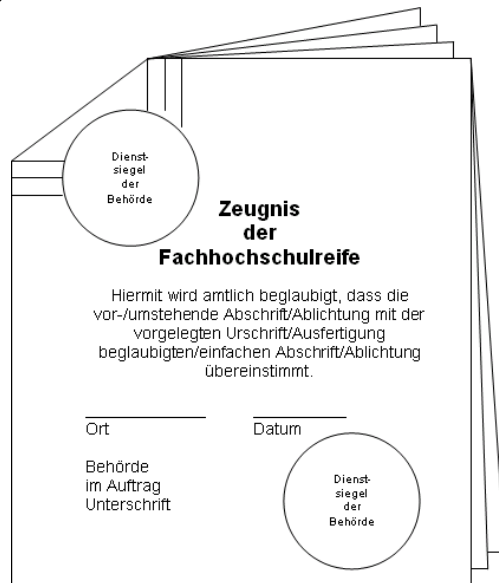 Dienst-
siegel
der
Behörde
Zeugnis
der
Fachhochschulreife
Hiermit wird amtlich beglaubigt, dass die
vor-/umstehende Abschrift/Ablichtung mit der
vorgelegten Urschrift/Ausfertigung
beglaubigten/einfachen Abschrift/Ablichtung
übereinstimmt.
Ort Datum
Behörde
im Auftrag
Unterschrift
Dienst-
siegel
der
Behörde